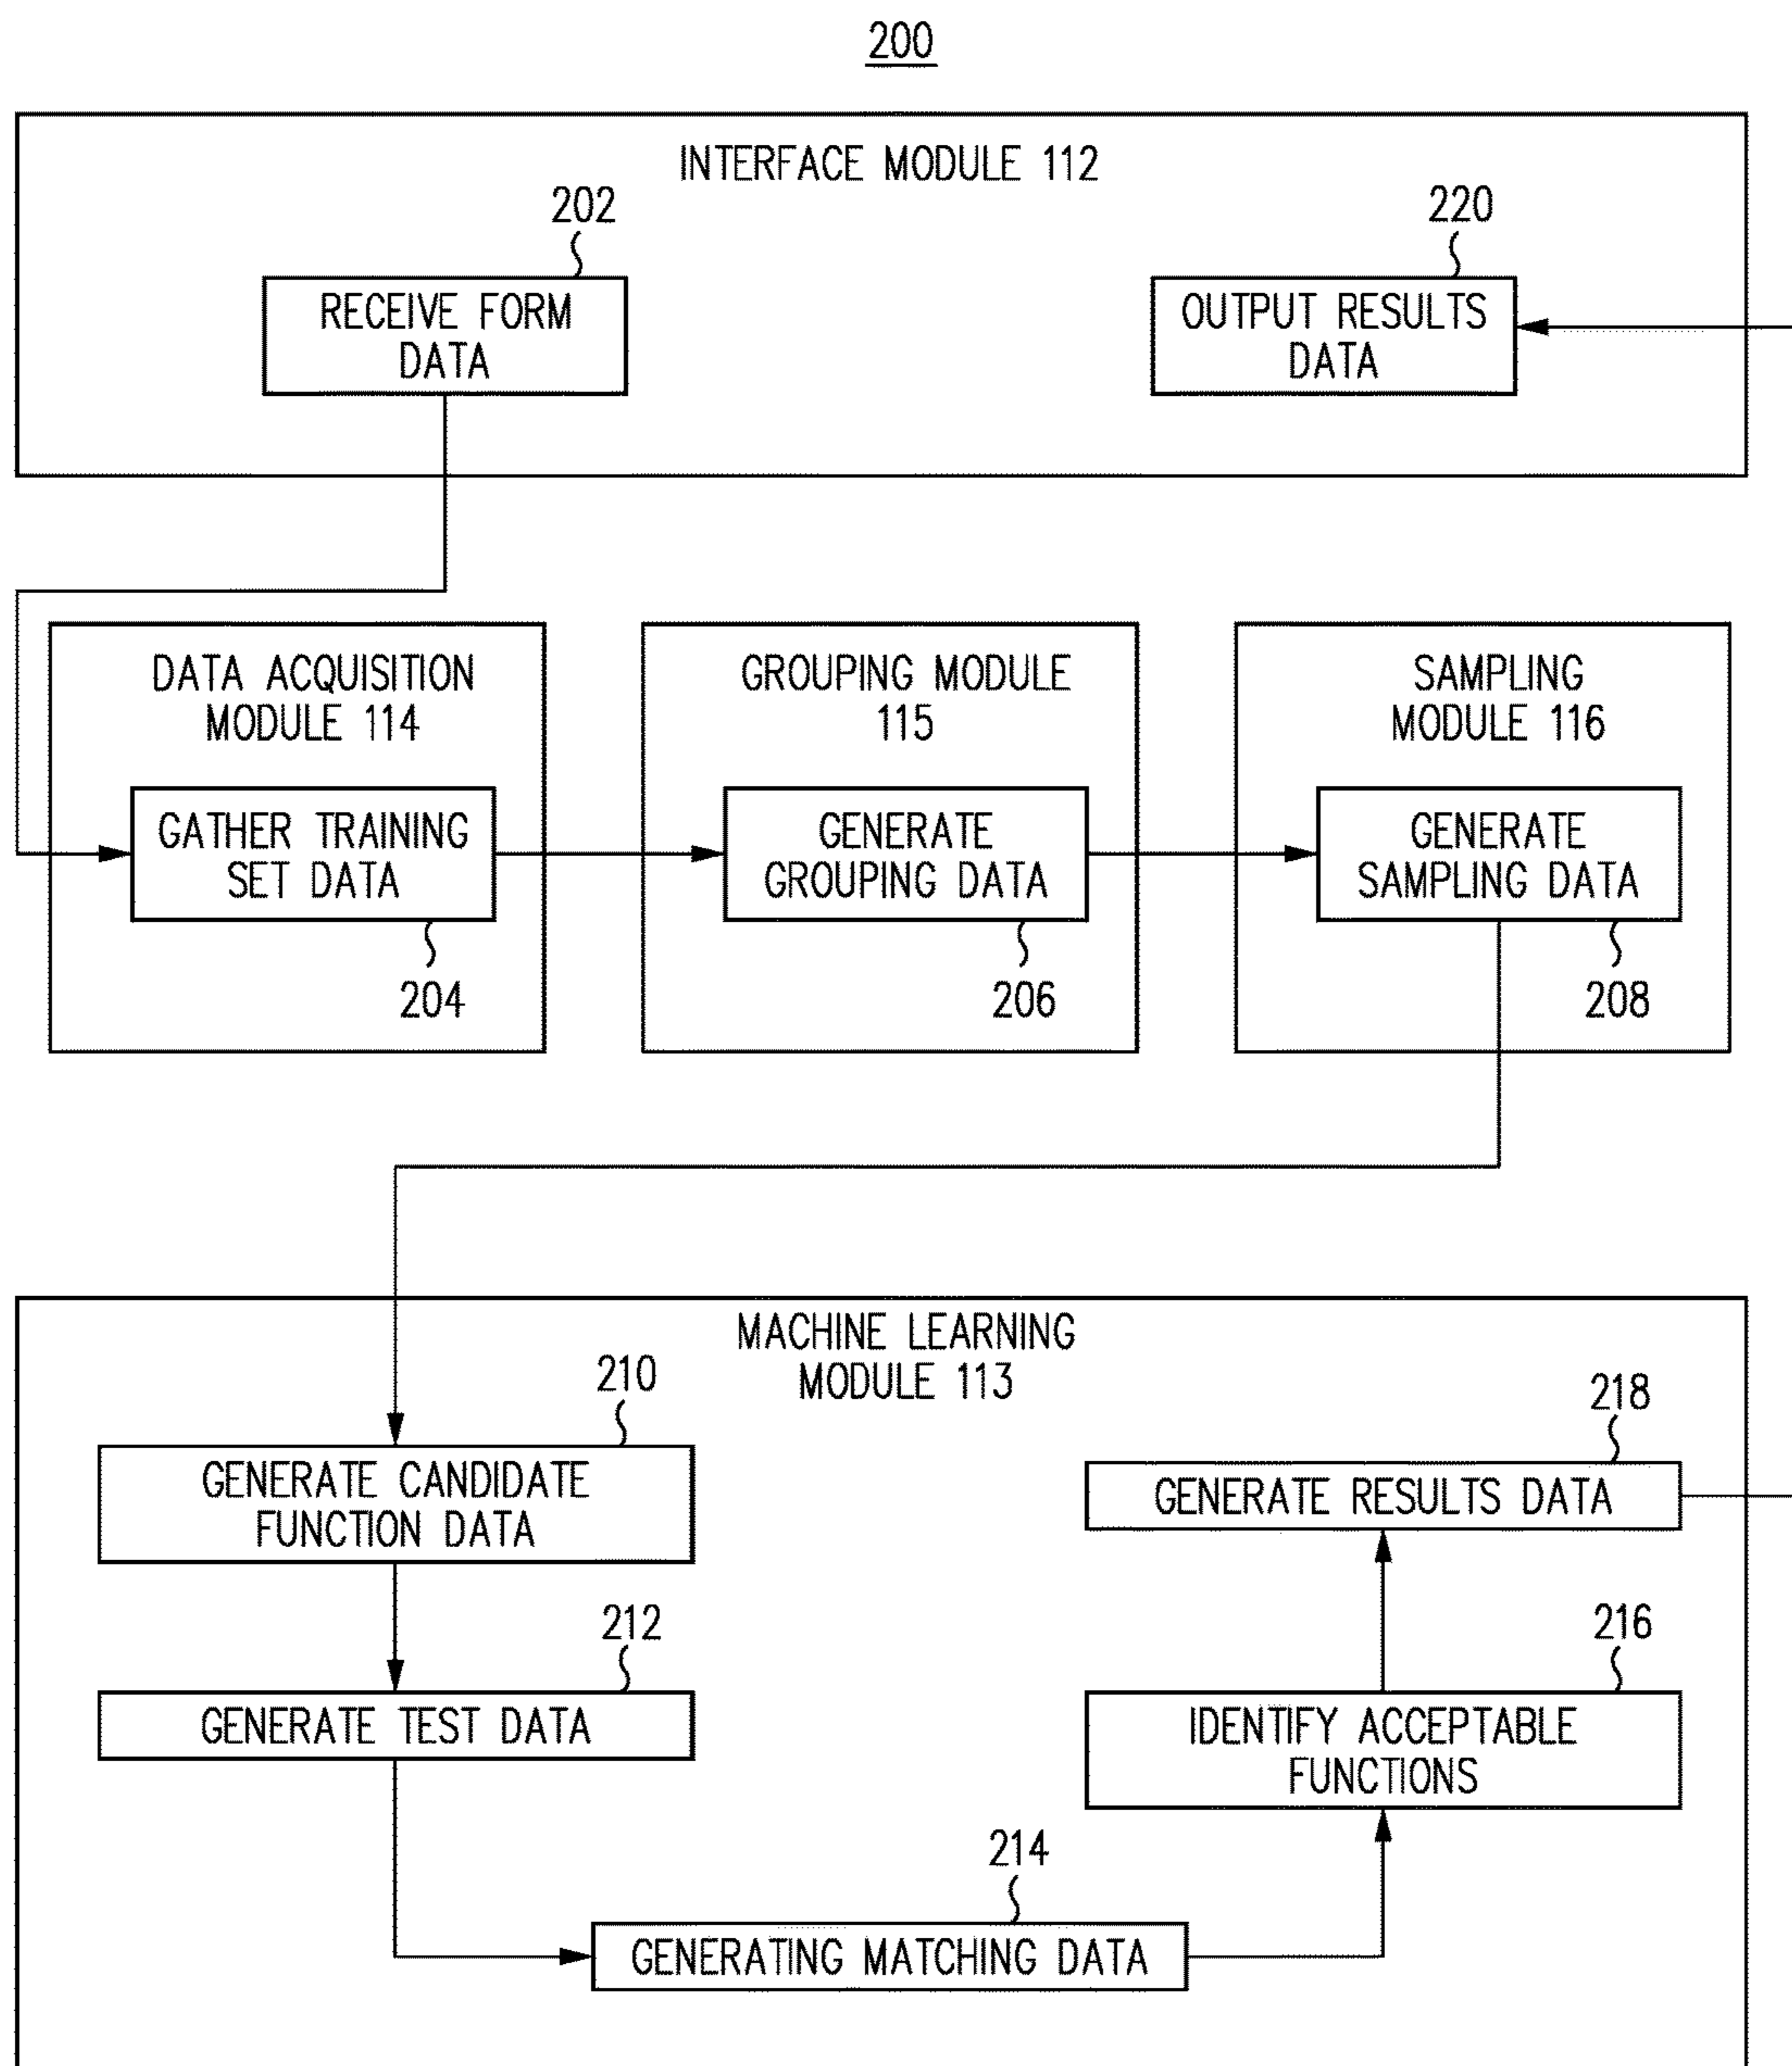 200
INTERFACE MODULE 112
202
220
RECEIVE FORM
DATA
OUTPUT RESULTS
DATA
DATA ACQUISITION
MODULE 114
GROUPING MODULE
115
SAMPLING
MODULE 116
GATHER TRAINING
SET DATA
GENERATE
GROUPING DATA
GENERATE
SAMPLING DATA
204
206
208
MACHINE LEARNING
MODULE 113
210
218
GENERATE CANDIDATE
FUNCTION DATA
GENERATE RESULTS DATA
212
216
GENERATE TEST DATA
IDENTIFY ACCEPTABLE
FUNCTIONS
214
GENERATING MATCHING DATA